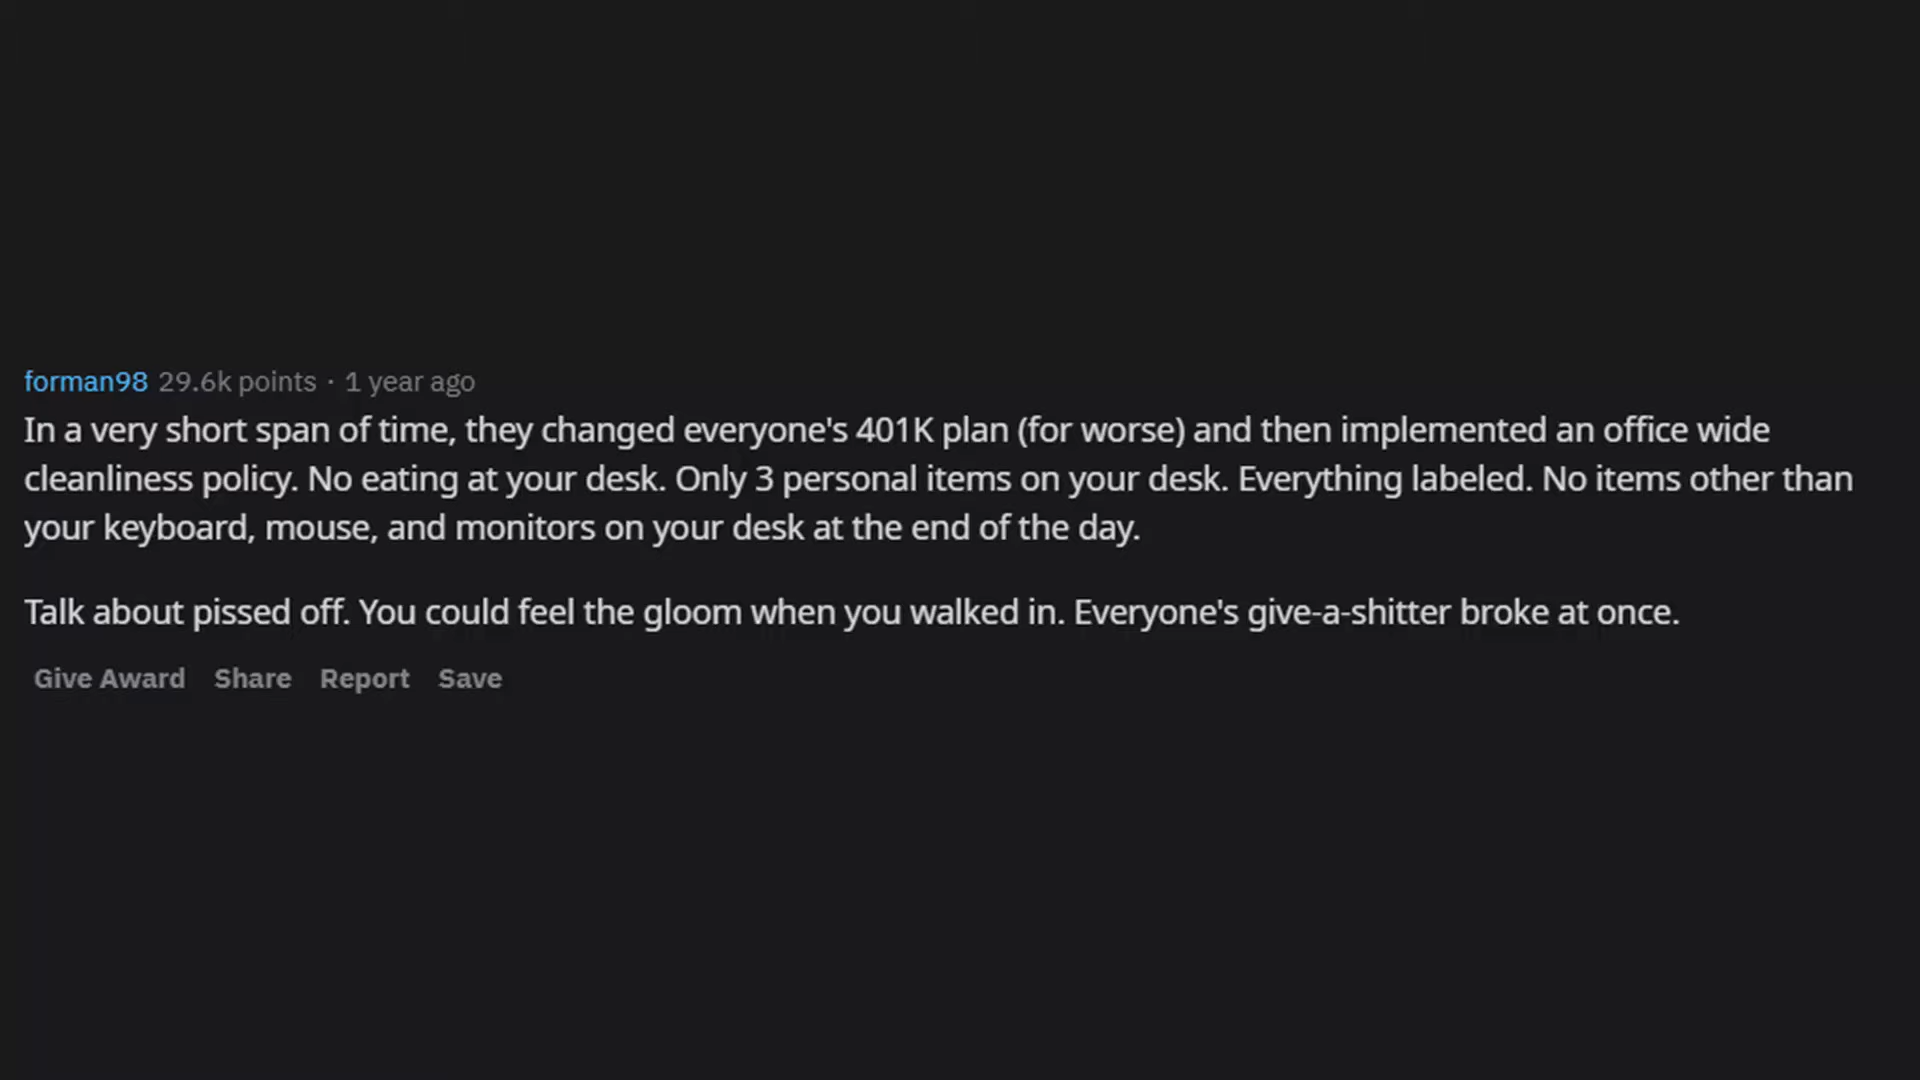 forman98 29.6k points · 1 year ago
In a very short span of time, they changed everyone's 401K plan (for worse) and then implemented an office wide
cleanliness policy. No eating at your desk. Only 3 personal items on your desk. Everything labeled. No items other than
your keyboard, mouse, and monitors on your desk at the end of the day.
Talk about pissed off. You could feel the gloom when you walked in. Everyone's give-a-shitter broke at once.
Give Award Share Report Save